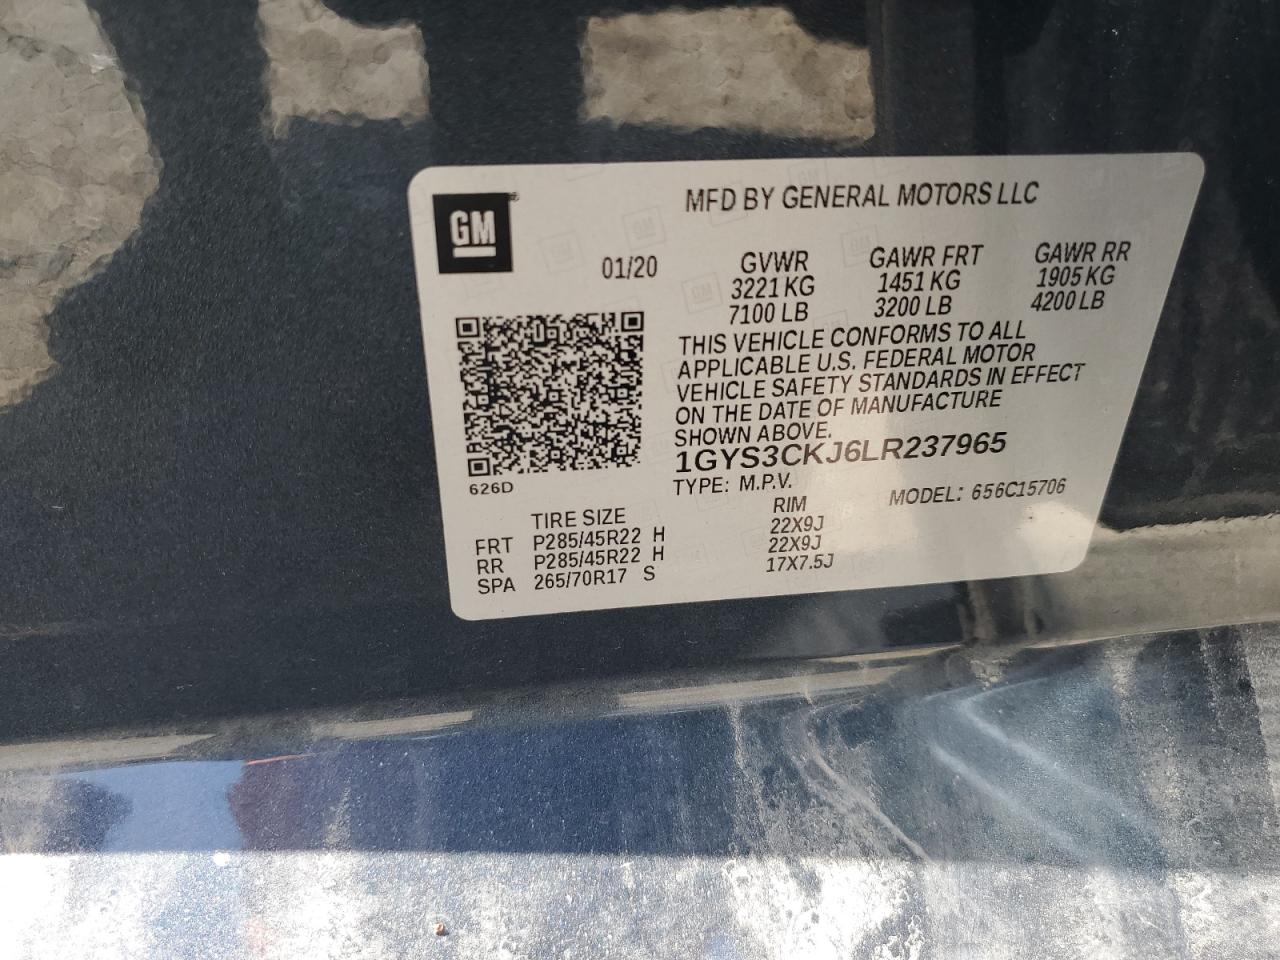 GM
MFD BY GENERAL MOTORS LLC
01/20
GVWR GAWR FRT GAWR RR
3221 KG 1451 KG 1905 KG
7100 LB 3200 LB 4200 LB
THIS VEHICLE CONFORMS TO ALL
APPLICABLE U.S. FEDERAL MOTOR
VEHICLE SAFETY STANDARDS IN EFFECT
ON THE DATE OF MANUFACTURE
SHOWN ABOVE.
1GYS3CKJ6LR237965
626D
TYPE: M.P.V. MODEL: 656C15706
TIRE SIZE RIM
FRT P285/45R22 H 22X9J
RR P285/45R22 H 22X9J
SPA 265/70R17 S 17X7.5J